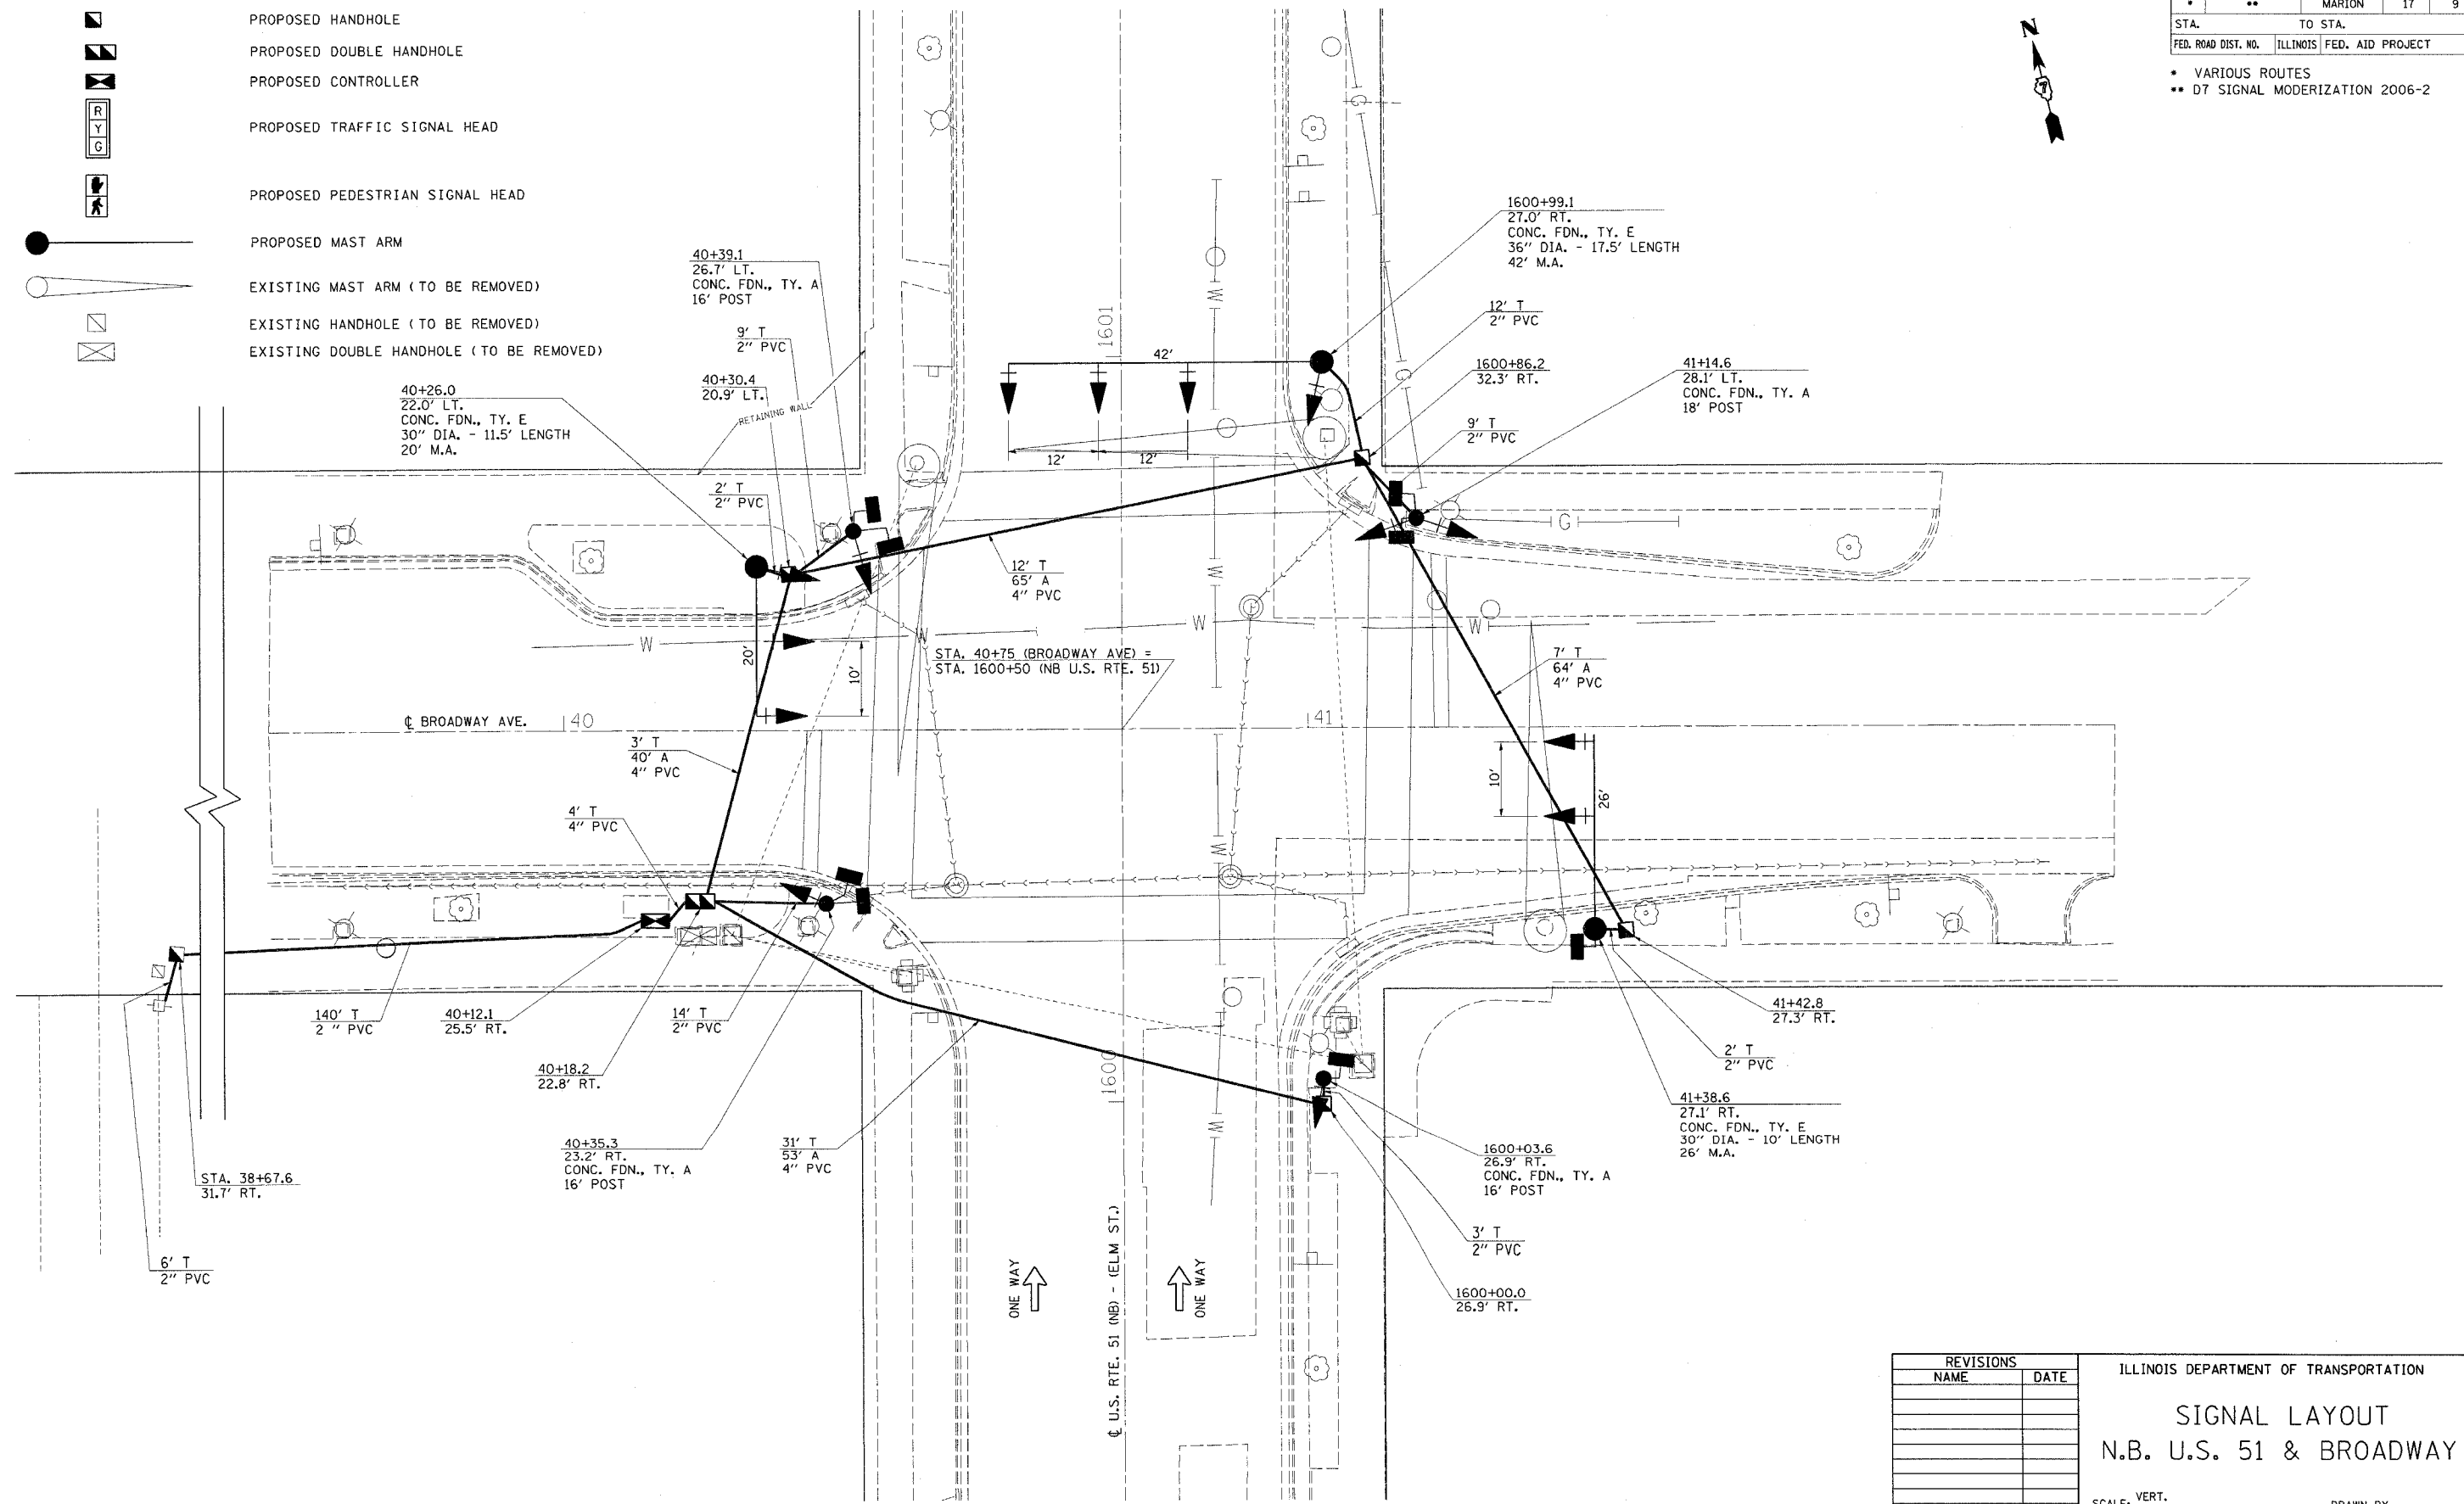 PROPOSED HANDHOLE
PROPOSED DOUBLE HANDHOLE
PROPOSED CONTROLLER
R
Y
G
PROPOSED TRAFFIC SIGNAL HEAD
PROPOSED PEDESTRIAN SIGNAL HEAD
PROPOSED MAST ARM
EXISTING MAST ARM (TO BE REMOVED)
EXISTING HANDHOLE (TO BE REMOVED)
EXISTING DOUBLE HANDHOLE (TO BE REMOVED)
N
7
* ** MARION 17 9
STA. TO STA.
FED. ROAD DIST. NO. ILLINOIS FED. AID PROJECT
* VARIOUS ROUTES
** D7 SIGNAL MODERIZATION 2006-2
1600+99.1
27.0' RT.
CONC. FDN., TY. E
36" DIA. - 17.5' LENGTH
42' M.A.
40+39.1
26.7' LT.
CONC. FDN., TY. A
16' POST
9' T
2" PVC
40+30.4
20.9' LT.
RETAINING WALL
40+26.0
22.0' LT.
CONC. FDN., TY. E
30" DIA. - 11.5' LENGTH
20' M.A.
2' T
2" PVC
1601
42'
12'
12'
12' T
2" PVC
1600+86.2
32.3' RT.
9' T
2" PVC
41+14.6
28.1' LT.
CONC. FDN., TY. A
18' POST
G
G
G
W
W
W
W
W
W
W
W
W
12' T
65' A
4" PVC
STA. 40+75 (BROADWAY AVE) =
STA. 1600+50 (NB U.S. RTE. 51)
20'
10'
℄ BROADWAY AVE.
40
41
7' T
64' A
4" PVC
10'
26'
3' T
40' A
4" PVC
4' T
4" PVC
140' T
2 " PVC
40+12.1
25.5' RT.
14' T
2" PVC
40+18.2
22.8' RT.
40+35.3
23.2' RT.
CONC. FDN., TY. A
16' POST
31' T
53' A
4" PVC
STA. 38+67.6
31.7' RT.
6' T
2" PVC
1600
41+42.8
27.3' RT.
2' T
2" PVC
41+38.6
27.1' RT.
CONC. FDN., TY. E
30" DIA. - 10' LENGTH
26' M.A.
1600+03.6
26.9' RT.
CONC. FDN., TY. A
16' POST
3' T
2" PVC
1600+00.0
26.9' RT.
ONE WAY
ONE WAY
℄ U.S. RTE. 51 (NB) - (ELM ST.)
REVISIONS
NAME DATE
ILLINOIS DEPARTMENT OF TRANSPORTATION
SIGNAL LAYOUT
N.B. U.S. 51 & BROADWAY
SCALE: VERT.
DRAWN BY